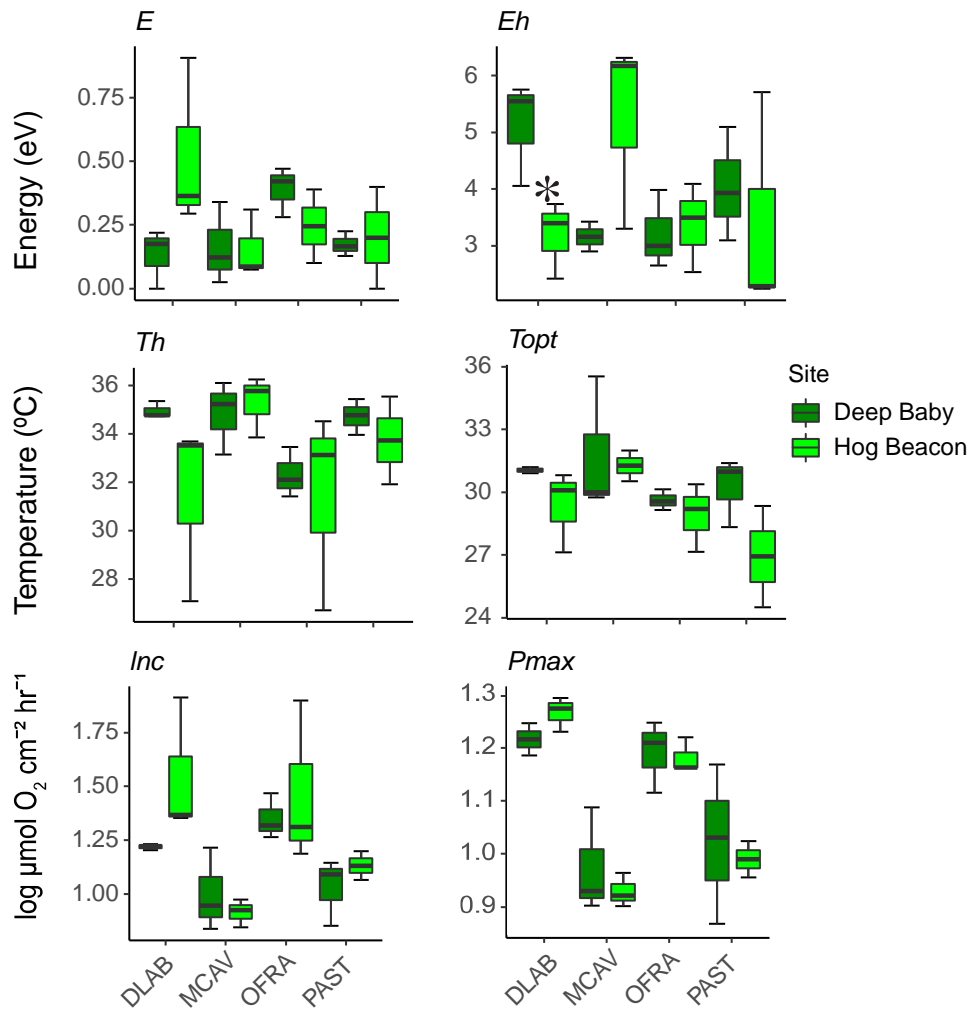 E
Eh
Energy (eV)
0.75
0.50
0.25
0.00
6
5
4
3
*
Th
Topt
Temperature (ºC)
36
34
32
30
28
36
33
30
27
24
Site
Deep Baby
Hog Beacon
lnc
Pmax
log µmol O₂ cm⁻² hr⁻¹
1.75
1.50
1.25
1.00
1.3
1.2
1.1
1.0
0.9
DLAB
MCAV
OFRA
PAST
DLAB
MCAV
OFRA
PAST